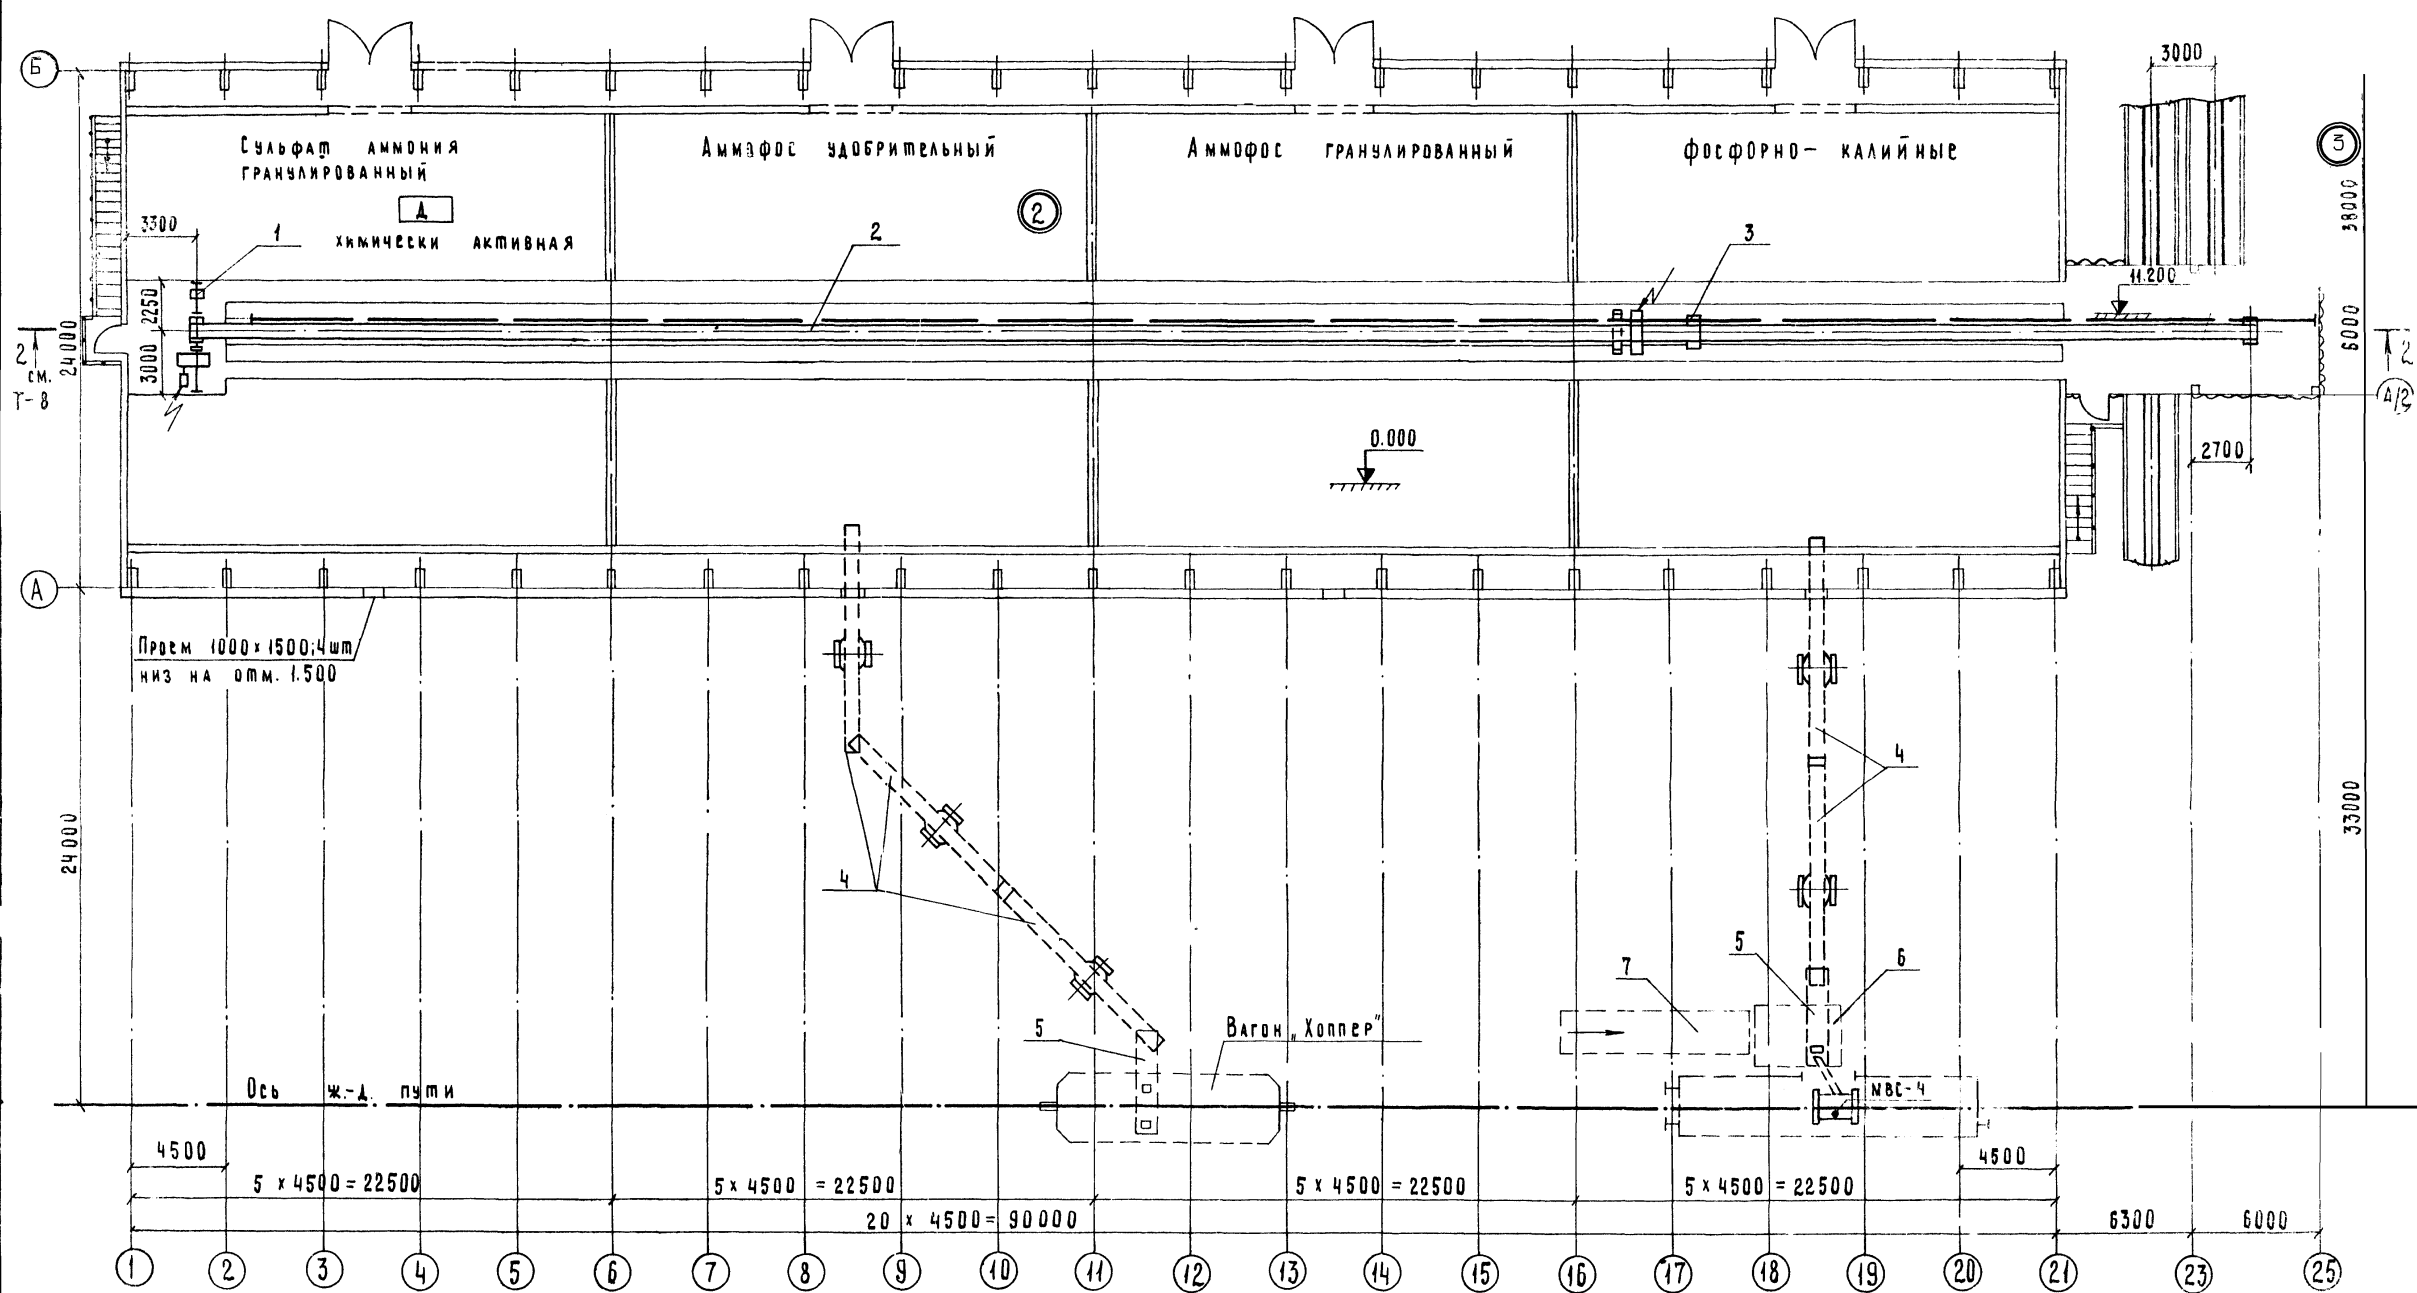 Б
3000
3
Сульфат аммония
гранулированный
Аммофос удобрительный
Аммофос гранулированный
фосфорно- калийные
Д
химически активная
2
3300
1
2
3
38000
11.200
2250
3000
24000
6000
2
см.
Т-8
2
А/2
0.000
2700
А
Проем 1000 x 1500; 4 шт
низ на отм. 1.500
4
4
24000
33000
5
6
7
5
Вагон „Хоппер"
Ось ж.-д. пути
МВС-4
4500
4500
5 x 4500 = 22500
5 x 4500 = 22500
5 x 4500 = 22500
5 x 4500 = 22500
20 x 4500 = 90000
6300
6000
1 2 3 4 5 6 7 8 9 10 11 12 13 14 15 16 17 18 19 20 21 23 25